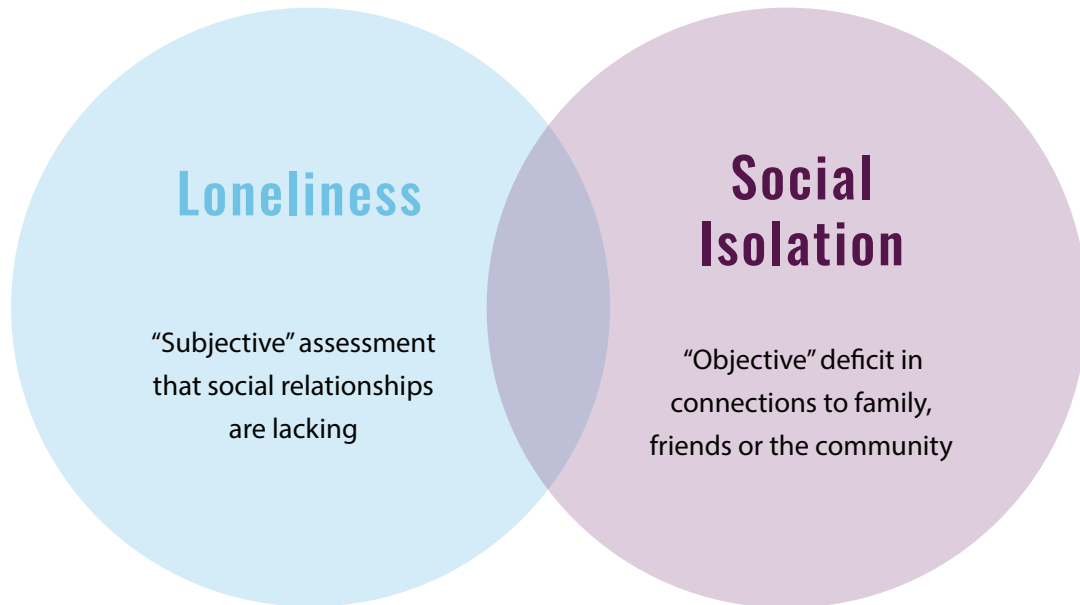 Loneliness
“Subjective” assessment
that social relationships
are lacking
Social
Isolation
“Objective” deficit in
connections to family,
friends or the community